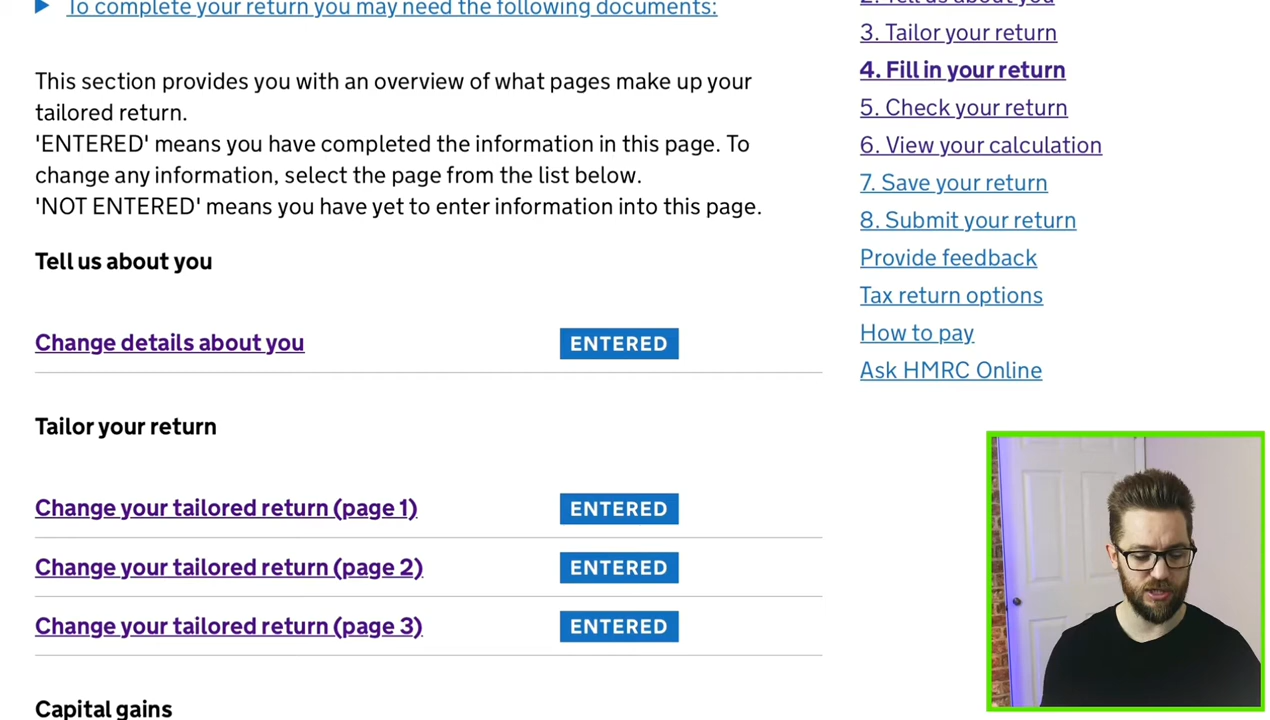 To complete your return you may need the following documents:
This section provides you with an overview of what pages make up your
tailored return.
'ENTERED' means you have completed the information in this page. To
change any information, select the page from the list below.
'NOT ENTERED' means you have yet to enter information into this page.
Tell us about you
Change details about you ENTERED
Tailor your return
Change your tailored return (page 1) ENTERED
Change your tailored return (page 2) ENTERED
Change your tailored return (page 3) ENTERED
Capital gains
2. Tell us about you
3. Tailor your return
4. Fill in your return
5. Check your return
6. View your calculation
7. Save your return
8. Submit your return
Provide feedback
Tax return options
How to pay
Ask HMRC Online